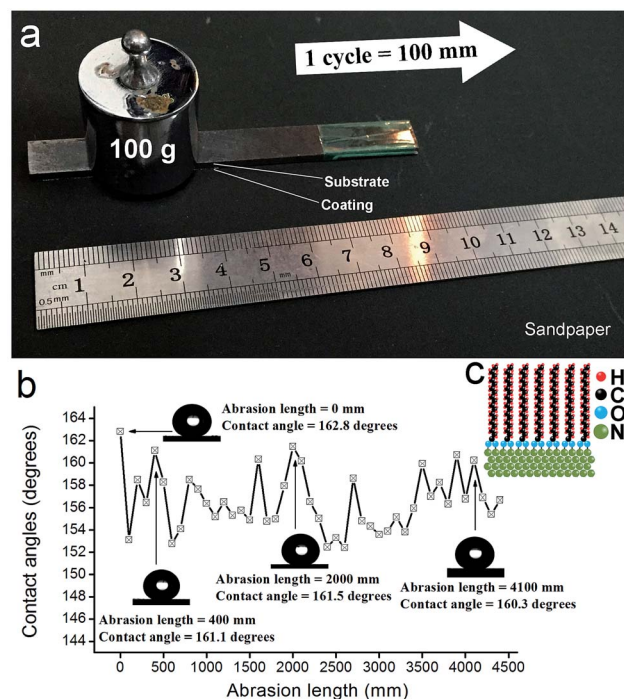 a
1 cycle = 100 mm
100 g
Substrate
Coating
mm
cm 1 2 3 4 5 6 7 8 9 10 11 12 13 14
mm
0.5mm
Sandpaper
b
C
H
C
O
N
Contact angles (degrees)
164
162
160
158
156
154
152
150
148
146
144
Abrasion length = 0 mm
Contact angle = 162.8 degrees
Abrasion length = 2000 mm
Contact angle = 161.5 degrees
Abrasion length = 4100 mm
Contact angle = 160.3 degrees
Abrasion length = 400 mm
Contact angle = 161.1 degrees
0 500 1000 1500 2000 2500 3000 3500 4000 4500
Abrasion length (mm)